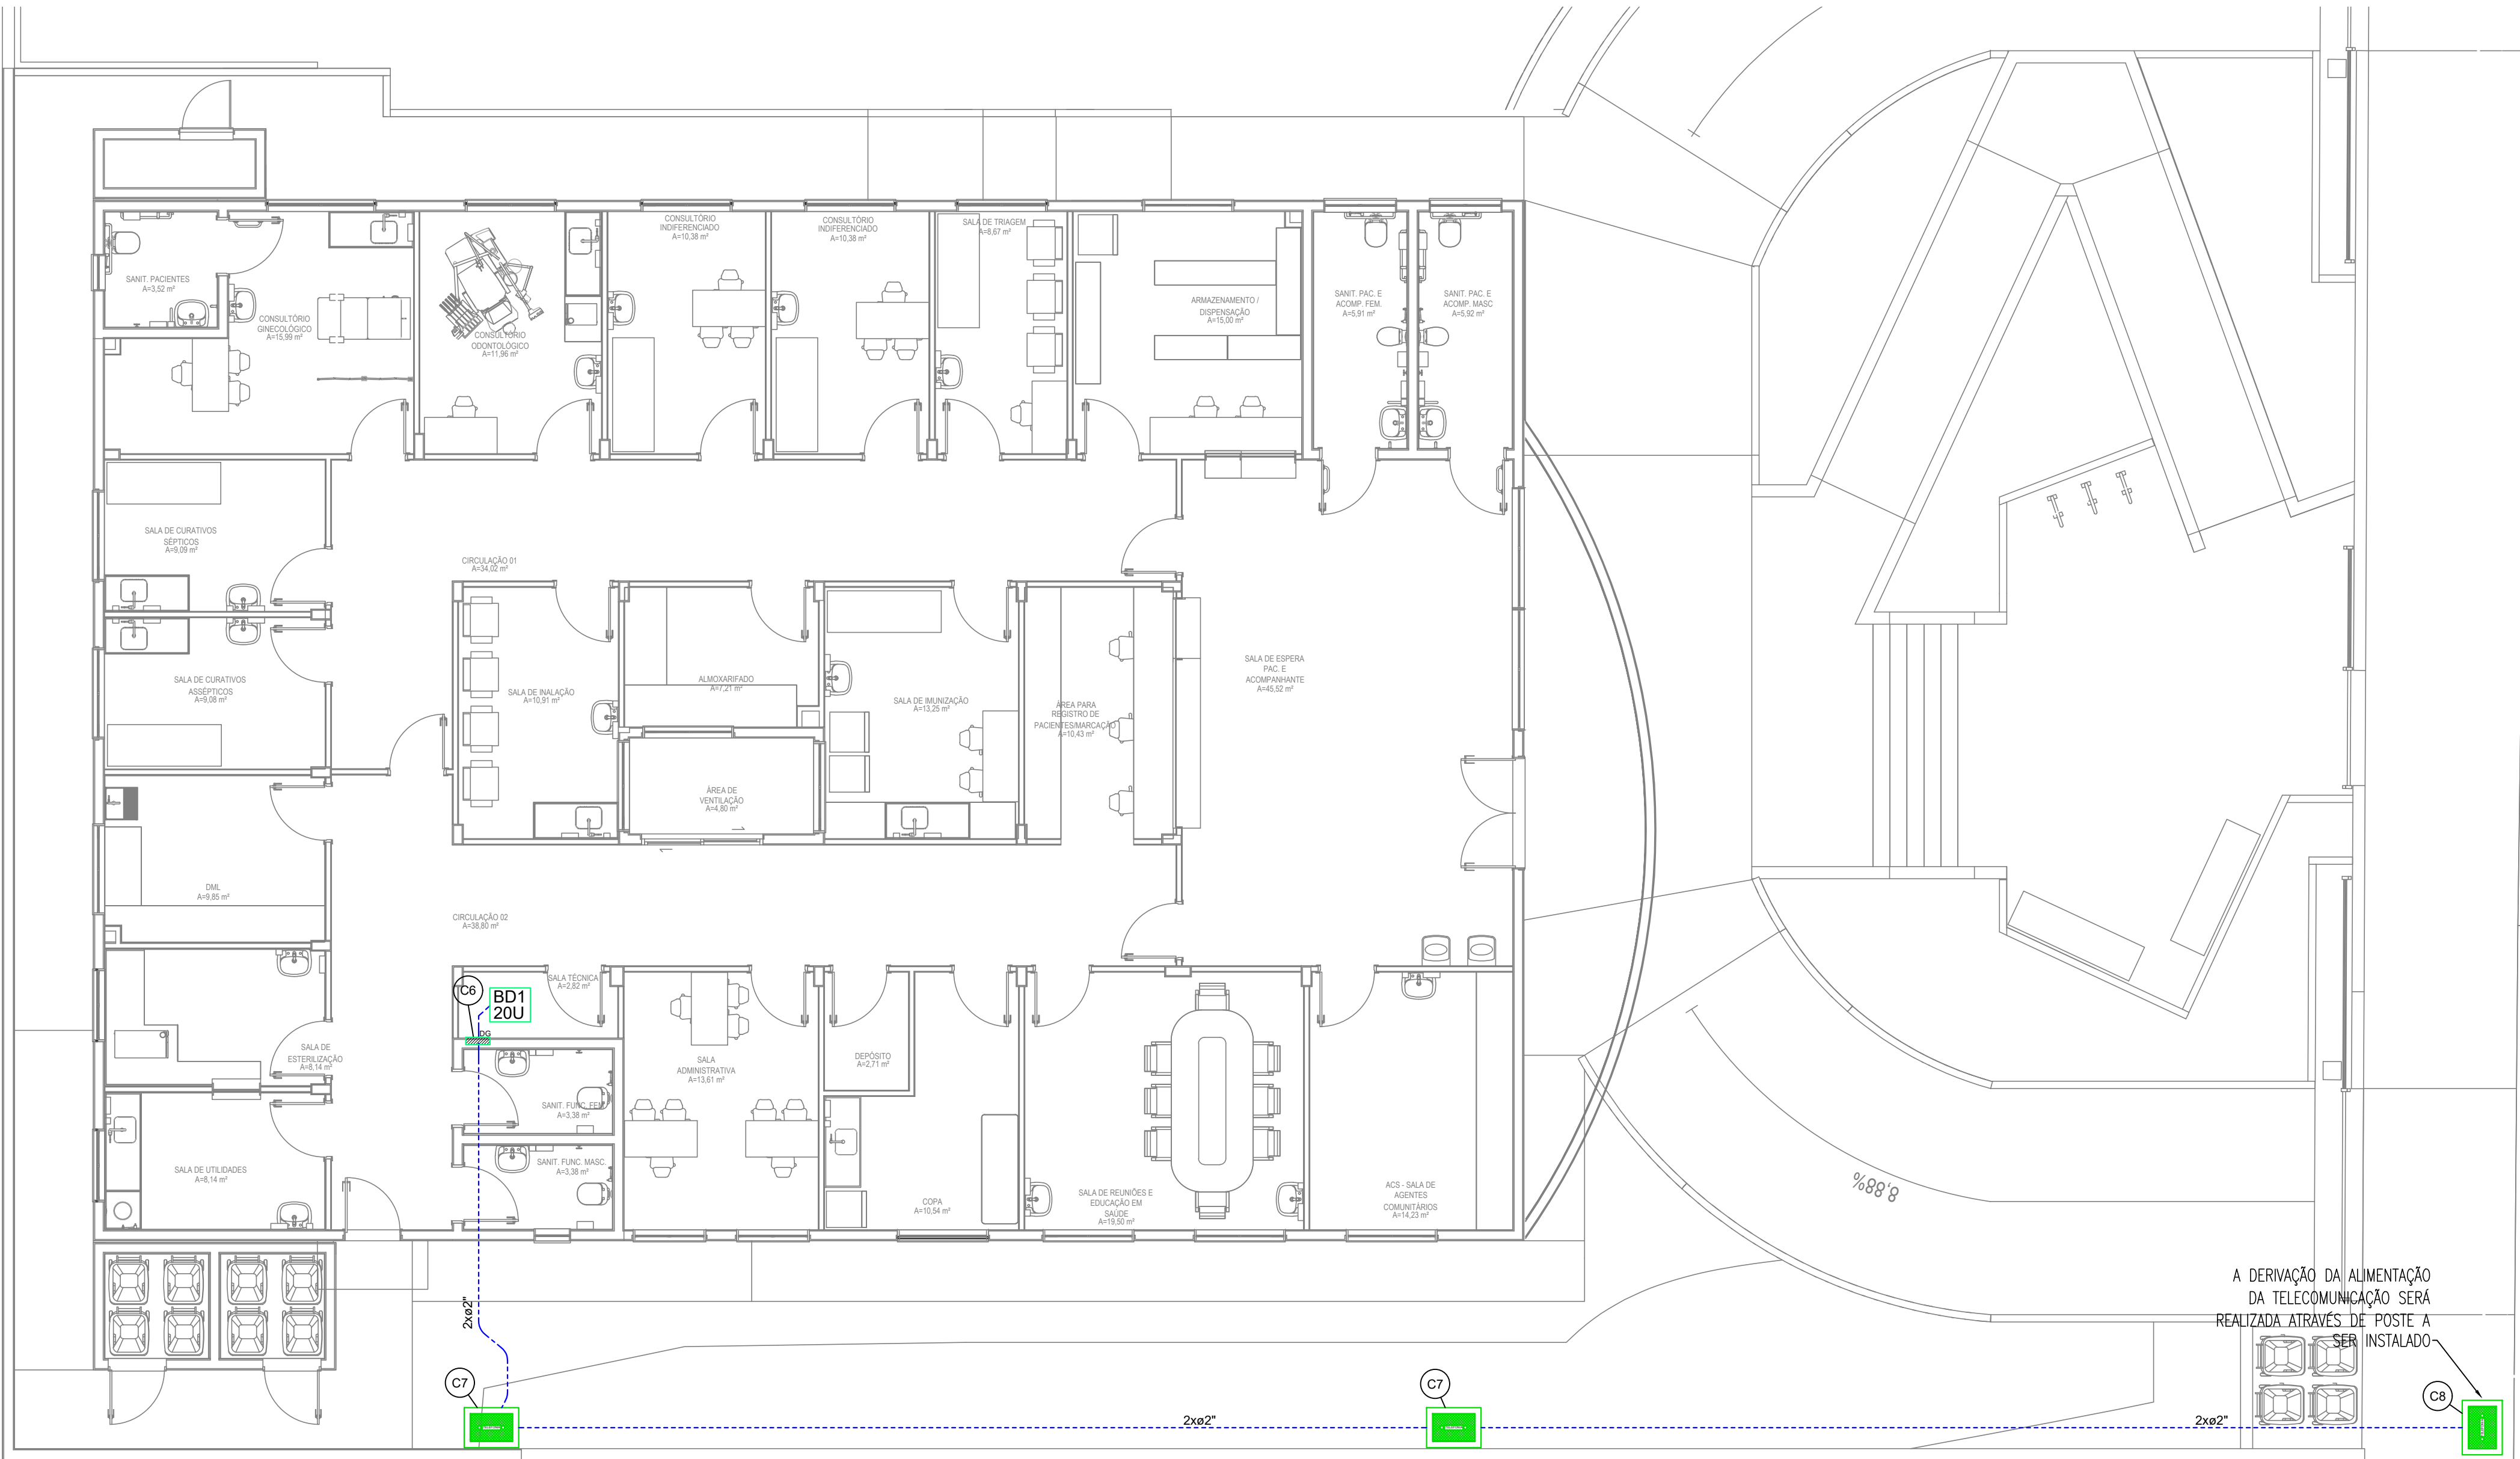 SANIT. PACIENTES
A=3,52 m²
CONSULTÓRIO
GINECOLÓGICO
A=15,99 m²
CONSULTÓRIO
ODONTOLÓGICO
A=11,96 m²
CONSULTÓRIO
INDIFERENCIADO
A=10,38 m²
CONSULTÓRIO
INDIFERENCIADO
A=10,38 m²
SALA DE TRIAGEM
A=8,67 m²
ARMAZENAMENTO /
DISPENSAÇÃO
A=15,00 m²
SANIT. PAC. E
ACOMP. FEM.
A=5,91 m²
SANIT. PAC. E
ACOMP. MASC
A=5,92 m²
SALA DE CURATIVOS
SÉPTICOS
A=9,09 m²
CIRCULAÇÃO 01
A=34,02 m²
SALA DE CURATIVOS
ASSÉPTICOS
A=9,08 m²
SALA DE INALAÇÃO
A=10,91 m²
ALMOXARIFADO
A=7,21 m²
SALA DE IMUNIZAÇÃO
A=13,25 m²
ÁREA PARA
REGISTRO DE
PACIENTES/MARCAÇÃO
A=10,43 m²
SALA DE ESPERA
PAC. E
ACOMPANHANTE
A=45,52 m²
ÁREA DE
VENTILAÇÃO
A=4,80 m²
DML
A=9,85 m²
CIRCULAÇÃO 02
A=38,80 m²
SALA TÉCNICA
A=2,82 m²
C6
BD1
20U
DG
SALA DE
ESTERILIZAÇÃO
A=8,14 m²
SANIT. FUNC. FEM.
A=3,38 m²
SALA
ADMINISTRATIVA
A=13,61 m²
DEPÓSITO
A=2,71 m²
SALA DE UTILIDADES
A=8,14 m²
SANIT. FUNC. MASC.
A=3,38 m²
COPA
A=10,54 m²
SALA DE REUNIÕES E
EDUCAÇÃO EM
SAÚDE
A=19,50 m²
ACS - SALA DE
AGENTES
COMUNITÁRIOS
A=14,23 m²
8,88%
A DERIVAÇÃO DA ALIMENTAÇÃO
DA TELECOMUNICAÇÃO SERÁ
REALIZADA ATRAVÉS DE POSTE A
SER INSTALADO
2xø2"
C7
C7
C8
2xø2"
2xø2"